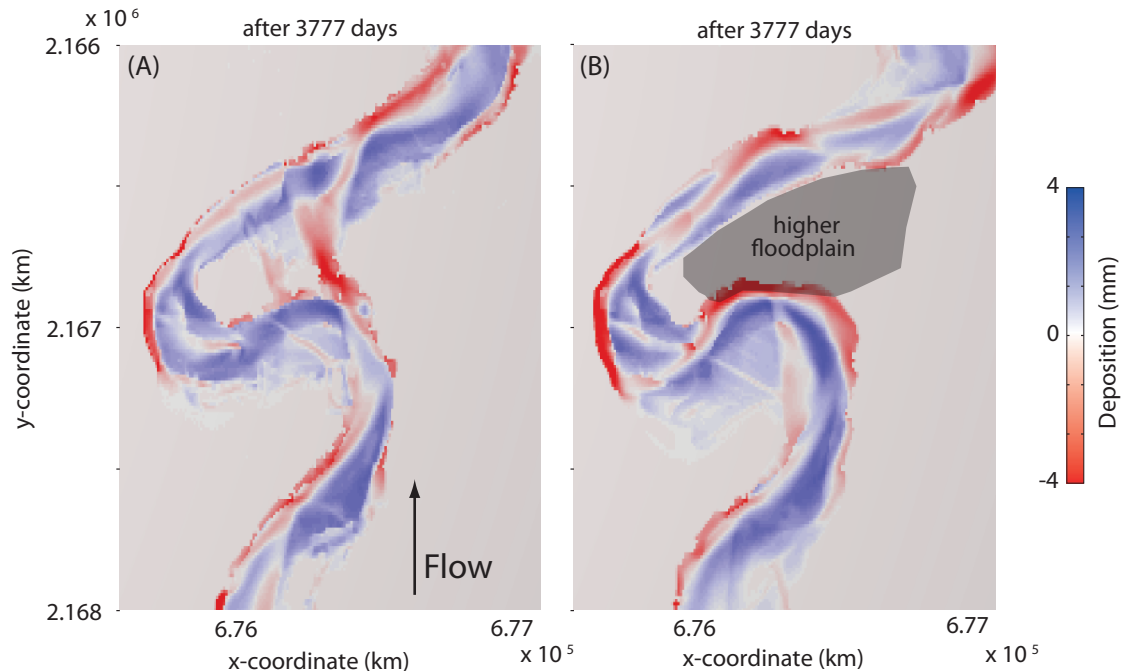 x 10⁶
after 3777 days
after 3777 days
2.166
(A)
(B)
4
higher
floodplain
y-coordinate (km)
2.167
0
Deposition (mm)
-4
Flow
2.168
6.76
6.77
6.76
6.77
x-coordinate (km)
x 10⁵
x-coordinate (km)
x 10⁵